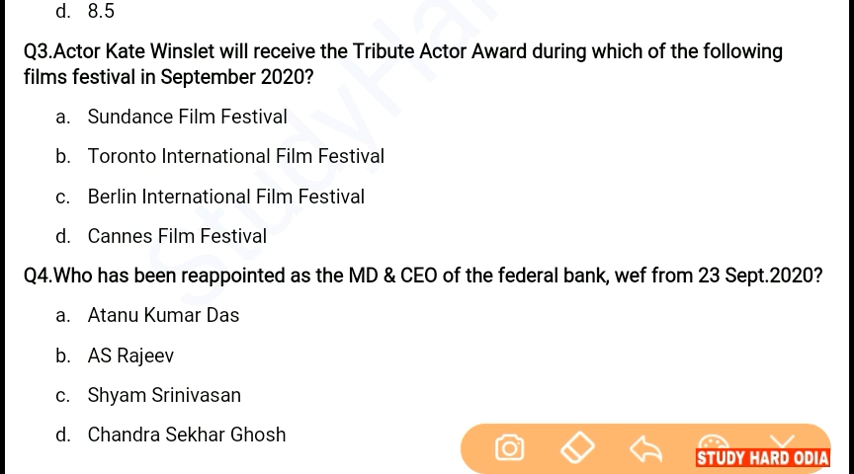 d. 8.5
Q3.Actor Kate Winslet will receive the Tribute Actor Award during which of the following
films festival in September 2020?
a. Sundance Film Festival
b. Toronto International Film Festival
c. Berlin International Film Festival
d. Cannes Film Festival
Q4.Who has been reappointed as the MD & CEO of the federal bank, wef from 23 Sept.2020?
a. Atanu Kumar Das
b. AS Rajeev
c. Shyam Srinivasan
d. Chandra Sekhar Ghosh
STUDY HARD ODIA